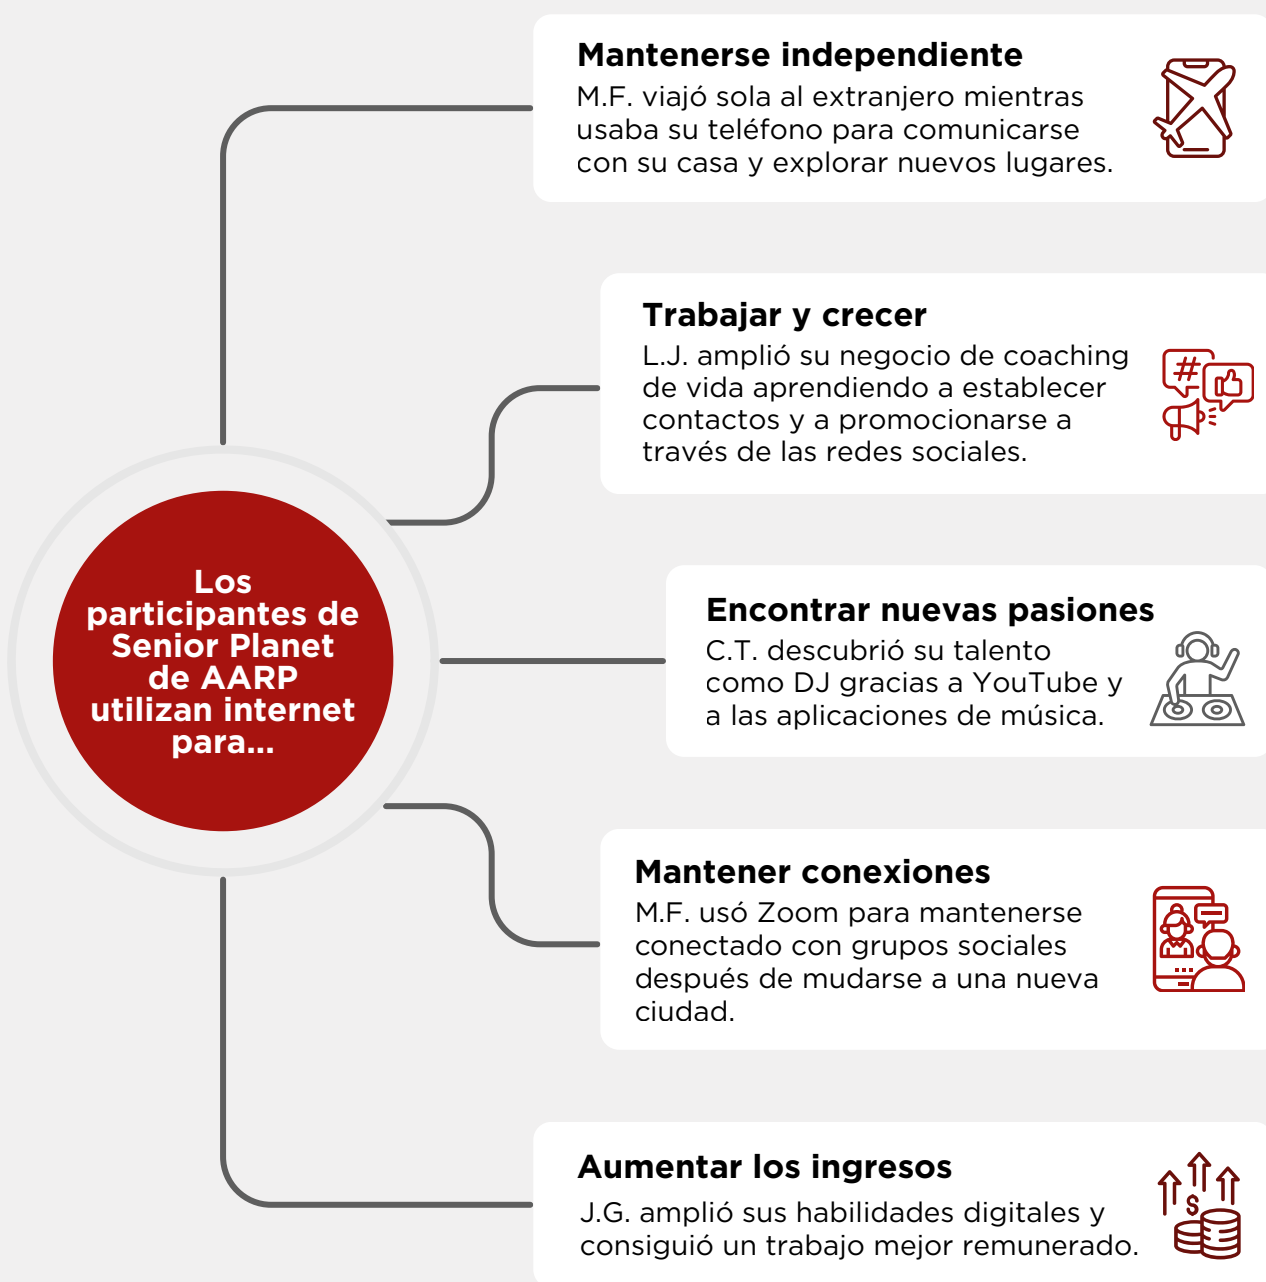 Mantenerse independiente
M.F. viajó sola al extranjero mientras
usaba su teléfono para comunicarse
con su casa y explorar nuevos lugares.
Trabajar y crecer
L.J. amplió su negocio de coaching
de vida aprendiendo a establecer
contactos y a promocionarse a
través de las redes sociales.
#
Los
participantes de
Senior Planet
de AARP
utilizan internet
para...
Encontrar nuevas pasiones
C.T. descubrió su talento
como DJ gracias a YouTube y
a las aplicaciones de música.
Mantener conexiones
M.F. usó Zoom para mantenerse
conectado con grupos sociales
después de mudarse a una nueva
ciudad.
Aumentar los ingresos
J.G. amplió sus habilidades digitales y
consiguió un trabajo mejor remunerado.
$